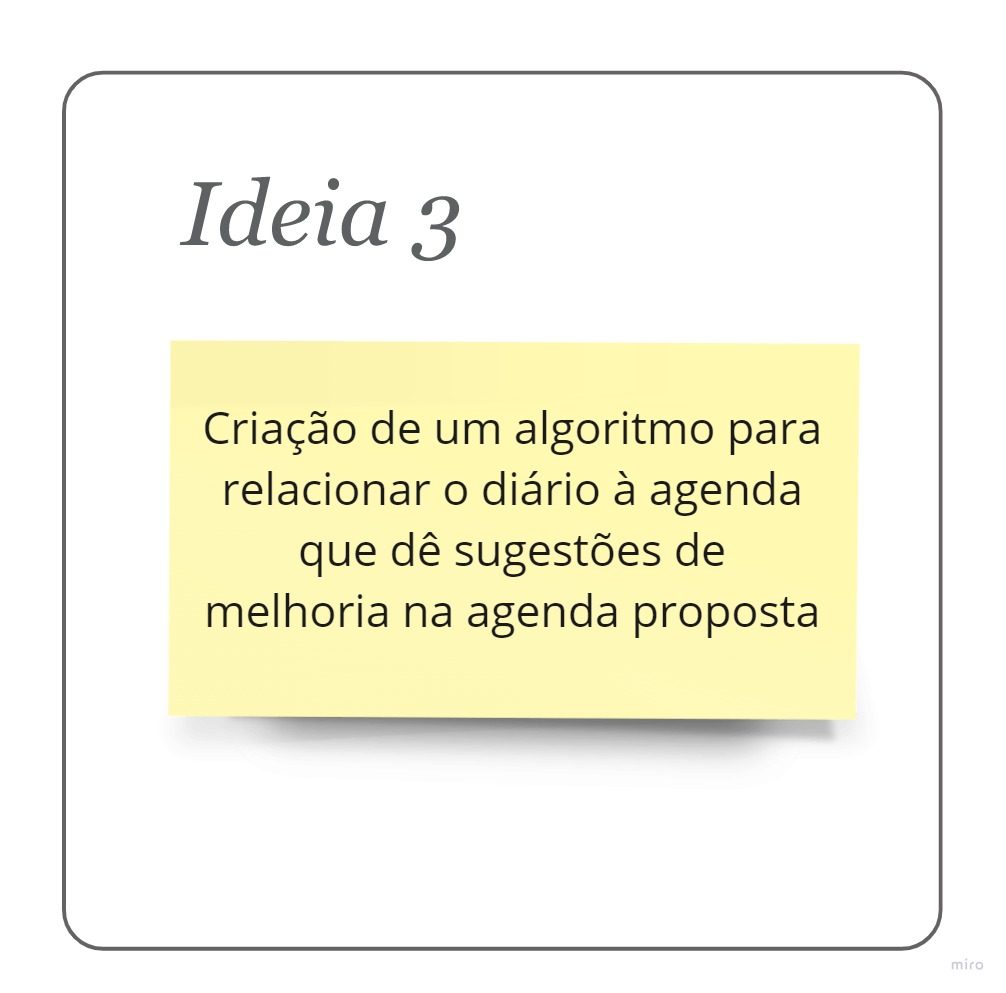 Ideia 3
Criação de um algoritmo para
relacionar o diário à agenda
que dê sugestões de
melhoria na agenda proposta
miro